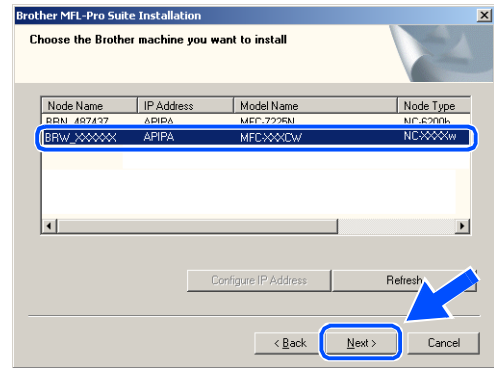 Brother MFL-Pro Suite Installation
Choose the Brother machine you want to install
Node Name IP Address Model Name Node Type
BRN_487437 APIPA MFC-7225N NC-6200h
BRW_XXXXXX APIPA MFC-XXXCW NC-XXXXw
Configure IP Address Refresh
< Back Next > Cancel